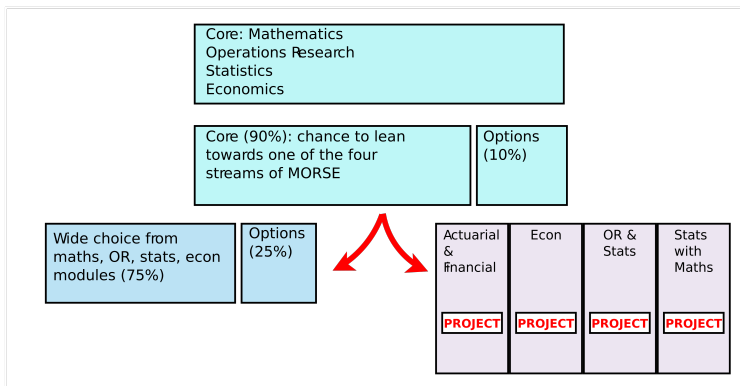 Core: Mathematics
Operations Research
Statistics
Economics
Core (90%): chance to lean
towards one of the four
streams of MORSE
Options
(10%)
Wide choice from
maths, OR, stats, econ
modules (75%)
Options
(25%)
Actuarial
&
Financial
PROJECT
Econ
PROJECT
OR &
Stats
PROJECT
Stats
with
Maths
PROJECT